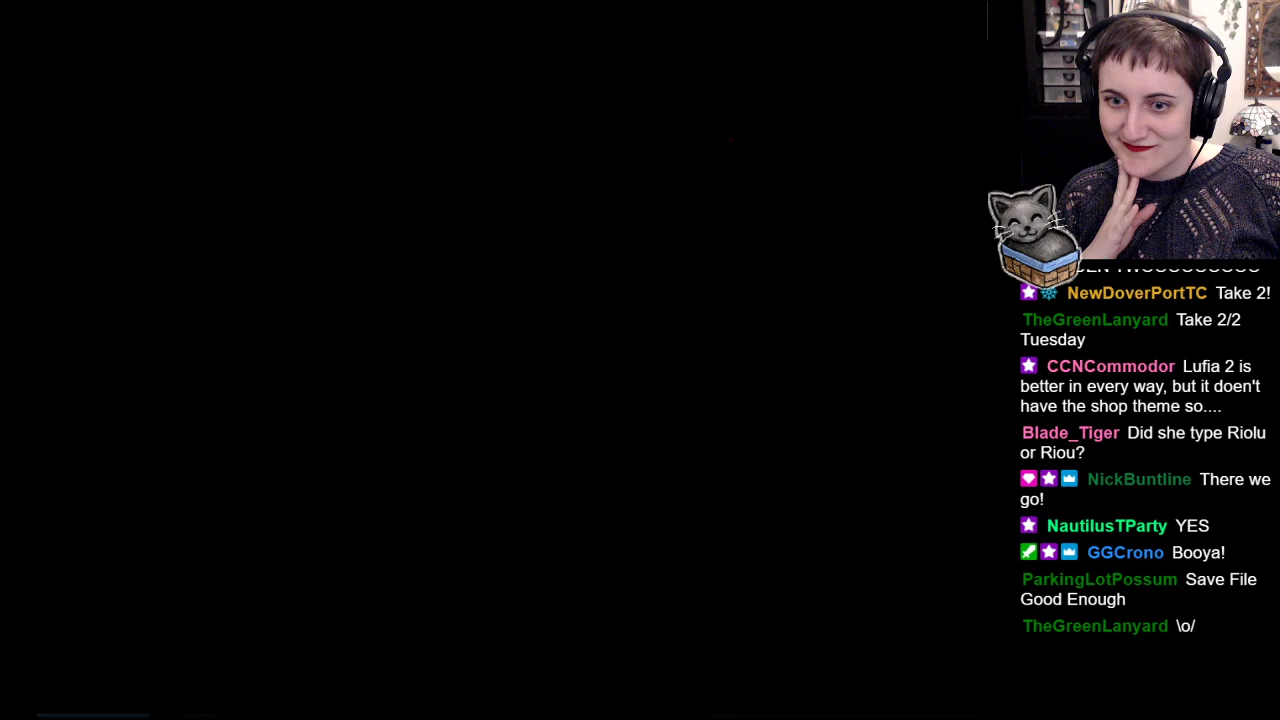 NewDoverPortTC Take 2!
TheGreenLanyard Take 2/2
Tuesday
CCNCommodor Lufia 2 is
better in every way, but it doen't
have the shop theme so....
Blade_Tiger Did she type Riolu
or Riou?
NickBuntline There we
go!
NautilusTParty YES
GGCrono Booya!
ParkingLotPossum Save File
Good Enough
TheGreenLanyard \o/